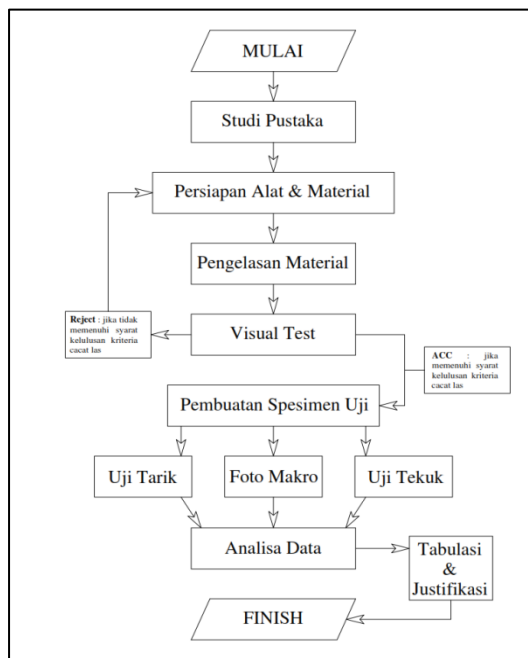 MULAI
Studi Pustaka
Persiapan Alat & Material
Pengelasan Material
Reject : jika tidak
memenuhi syarat
kelulusan kriteria
cacat las
Visual Test
ACC : jika
memenuhi syarat
kelulusan kriteria
cacat las
Pembuatan Spesimen Uji
Uji Tarik
Foto Makro
Uji Tekuk
Analisa Data
Tabulasi
&
Justifikasi
FINISH